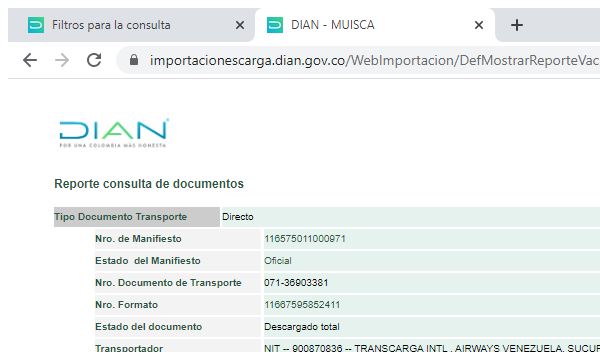 Filtros para la consulta
DIAN - MUISCA
importacionescarga.dian.gov.co/WebImportacion/DefMostrarReporteVac
DIAN
POR UNA COLOMBIA MÁS HONESTA
Reporte consulta de documentos
Tipo Documento Transporte Directo
Nro. de Manifiesto 116575011000971
Estado del Manifiesto Oficial
Nro. Documento de Transporte 071-36903381
Nro. Formato 11667595852411
Estado del documento Descargado total
Transportador NIT -- 900870836 -- TRANSCARGA INTL . AIRWAYS VENEZUELA, SUCUR